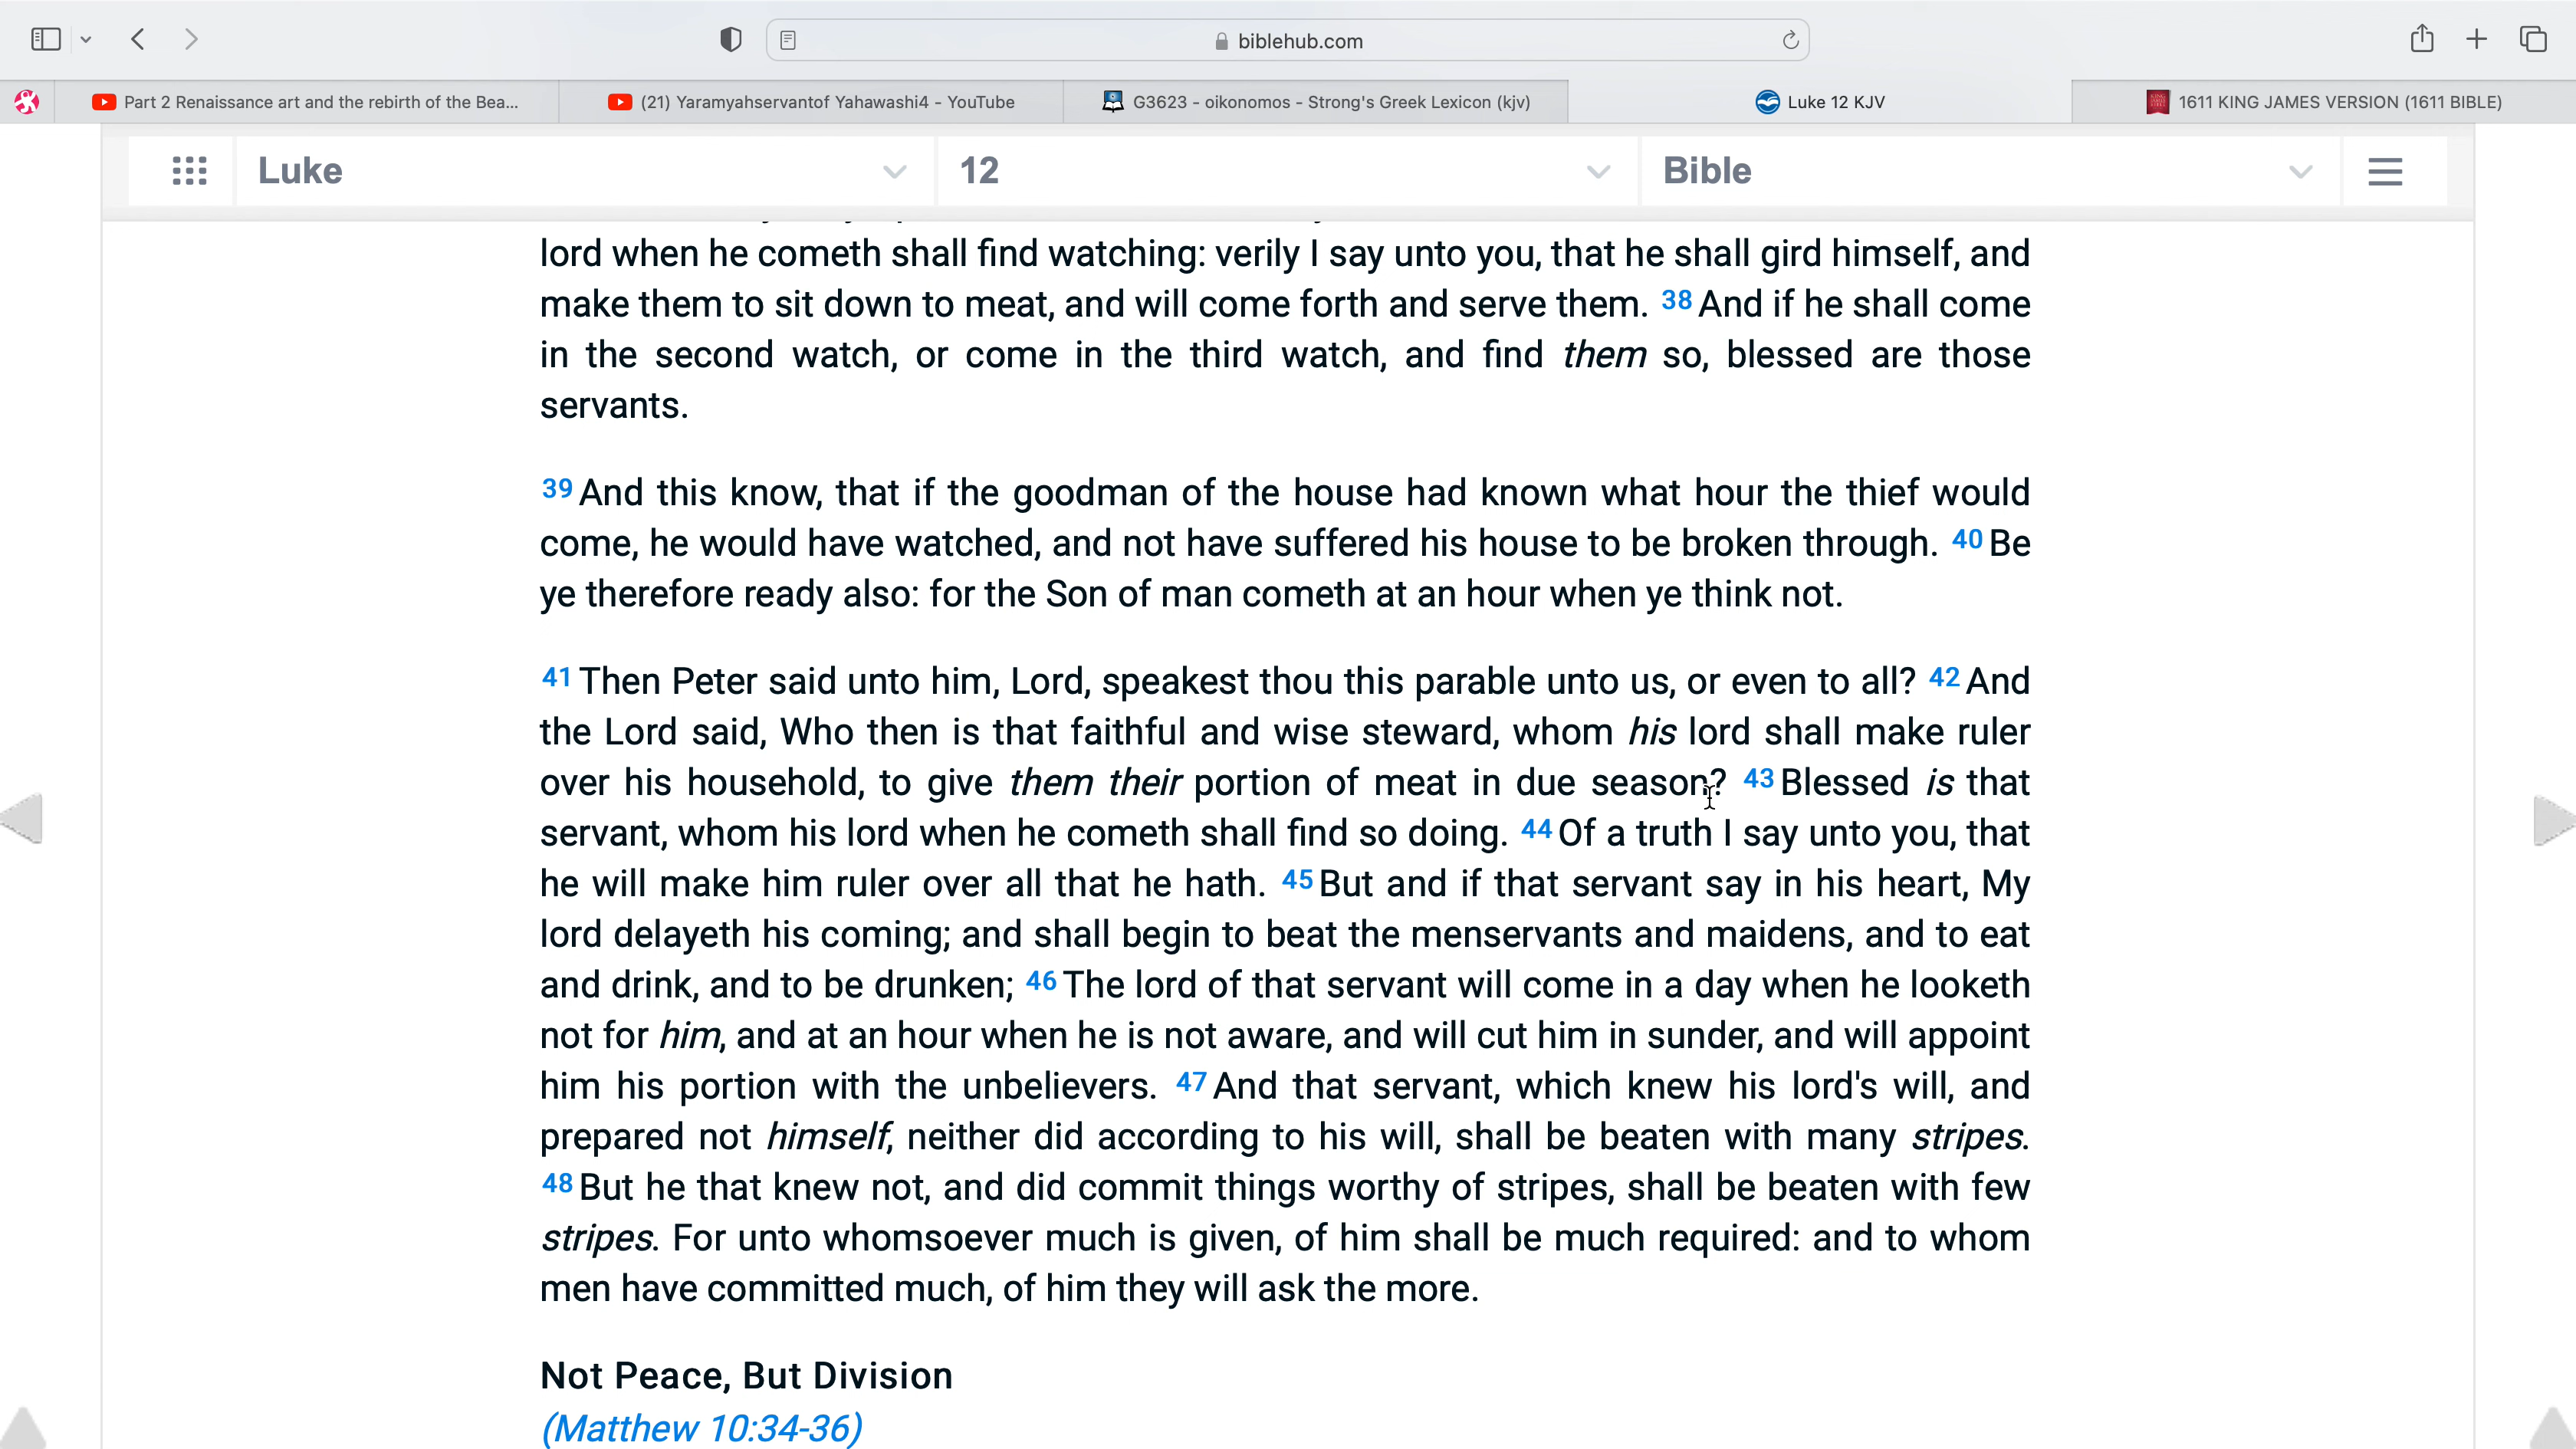 biblehub.com
Part 2 Renaissance art and the rebirth of the Bea...
(21) Yaramyahservantof Yahawashi4 - YouTube
G3623 - oikonomos - Strong's Greek Lexicon (kjv)
Luke 12 KJV
1611 KING JAMES VERSION (1611 BIBLE)
Luke
12
Bible
lord when he cometh shall find watching: verily I say unto you, that he shall gird himself, and
make them to sit down to meat, and will come forth and serve them. 38 And if he shall come
in the second watch, or come in the third watch, and find them so, blessed are those
servants.
39 And this know, that if the goodman of the house had known what hour the thief would
come, he would have watched, and not have suffered his house to be broken through. 40 Be
ye therefore ready also: for the Son of man cometh at an hour when ye think not.
41 Then Peter said unto him, Lord, speakest thou this parable unto us, or even to all? 42 And
the Lord said, Who then is that faithful and wise steward, whom his lord shall make ruler
over his household, to give them their portion of meat in due season? 43 Blessed is that
servant, whom his lord when he cometh shall find so doing. 44 Of a truth I say unto you, that
he will make him ruler over all that he hath. 45 But and if that servant say in his heart, My
lord delayeth his coming; and shall begin to beat the menservants and maidens, and to eat
and drink, and to be drunken; 46 The lord of that servant will come in a day when he looketh
not for him, and at an hour when he is not aware, and will cut him in sunder, and will appoint
him his portion with the unbelievers. 47 And that servant, which knew his lord's will, and
prepared not himself, neither did according to his will, shall be beaten with many stripes.
48 But he that knew not, and did commit things worthy of stripes, shall be beaten with few
stripes. For unto whomsoever much is given, of him shall be much required: and to whom
men have committed much, of him they will ask the more.
Not Peace, But Division
(Matthew 10:34-36)